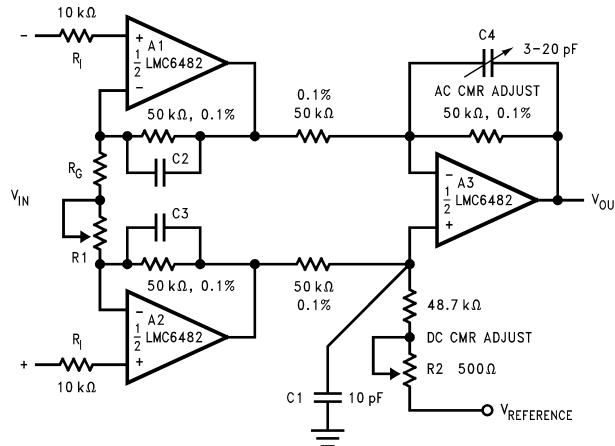 10 kΩ
C4
3-20 pF
− RI + A1
1/2 LMC6482
−
AC CMR ADJUST
50 kΩ, 0.1%
0.1%
50 kΩ
50 kΩ, 0.1%
C2
RG
− A3
1/2 LMC6482
+
VIN
VOU
C3
R1
50 kΩ, 0.1%
50 kΩ
0.1%
− A2
1/2 LMC6482
+
RI
+
10 kΩ
48.7 kΩ
DC CMR ADJUST
R2 500Ω
C1 10 pF
VREFERENCE